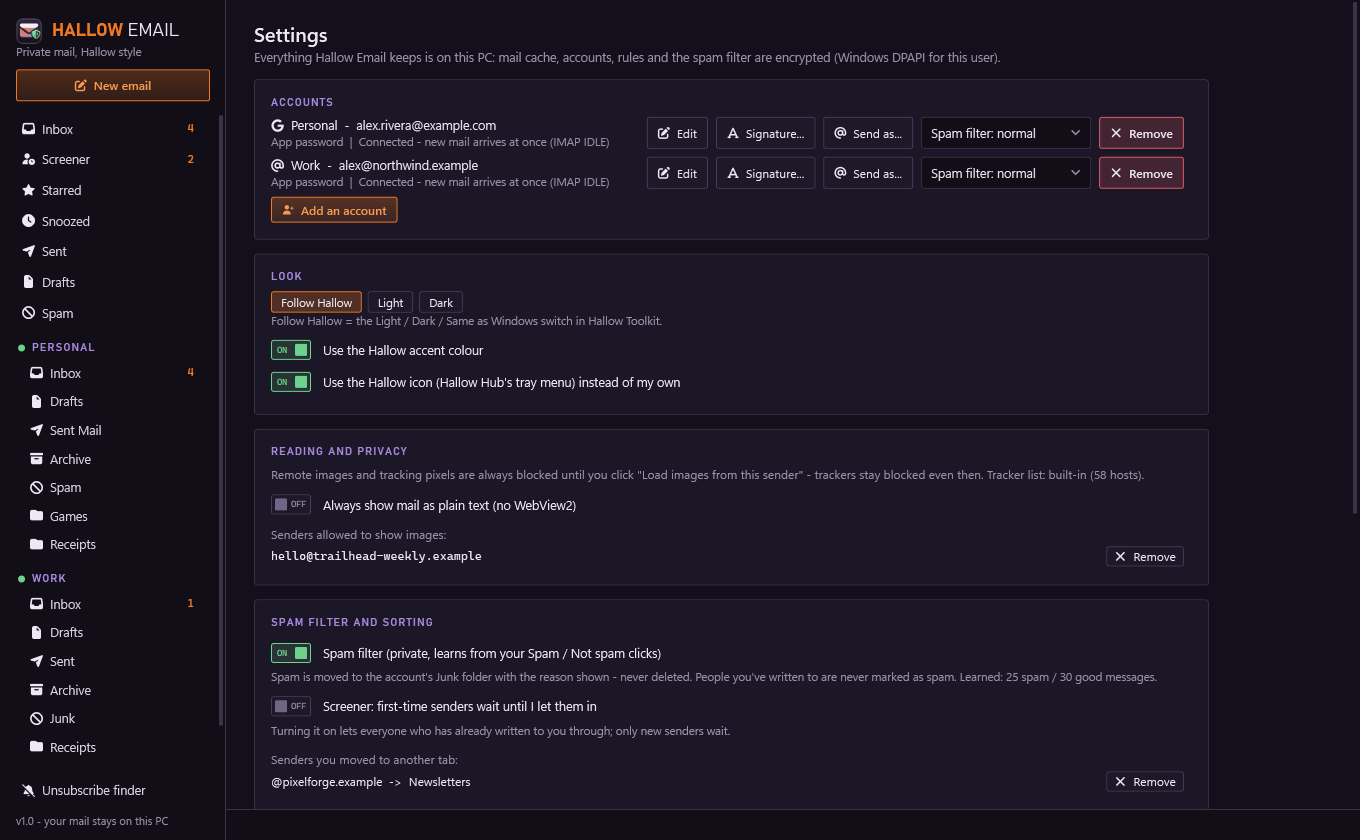 HALLOW EMAIL
Private mail, Hallow style
New email
Inbox 4
Screener 2
Starred
Snoozed
Sent
Drafts
Spam
PERSONAL
Inbox 4
Drafts
Sent Mail
Archive
Spam
Games
Receipts
WORK
Inbox 1
Drafts
Sent
Archive
Junk
Receipts
Unsubscribe finder
v1.0 - your mail stays on this PC
Settings
Everything Hallow Email keeps is on this PC: mail cache, accounts, rules and the spam filter are encrypted (Windows DPAPI for this user).
ACCOUNTS
Personal - alex.rivera@example.com
App password | Connected - new mail arrives at once (IMAP IDLE)
Edit Signature... Send as... Spam filter: normal Remove
Work - alex@northwind.example
App password | Connected - new mail arrives at once (IMAP IDLE)
Edit Signature... Send as... Spam filter: normal Remove
Add an account
LOOK
Follow Hallow Light Dark
Follow Hallow = the Light / Dark / Same as Windows switch in Hallow Toolkit.
ON Use the Hallow accent colour
ON Use the Hallow icon (Hallow Hub's tray menu) instead of my own
READING AND PRIVACY
Remote images and tracking pixels are always blocked until you click "Load images from this sender" - trackers stay blocked even then. Tracker list: built-in (58 hosts).
OFF Always show mail as plain text (no WebView2)
Senders allowed to show images:
hello@trailhead-weekly.example Remove
SPAM FILTER AND SORTING
ON Spam filter (private, learns from your Spam / Not spam clicks)
Spam is moved to the account's Junk folder with the reason shown - never deleted. People you've written to are never marked as spam. Learned: 25 spam / 30 good messages.
OFF Screener: first-time senders wait until I let them in
Turning it on lets everyone who has already written to you through; only new senders wait.
Senders you moved to another tab:
@pixelforge.example -> Newsletters Remove